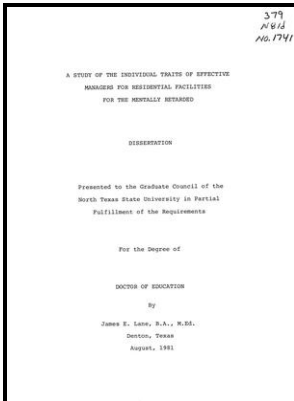 379
N81d
No. 1741
A STUDY OF THE INDIVIDUAL TRAITS OF EFFECTIVE
MANAGERS FOR RESIDENTIAL FACILITIES
FOR THE MENTALLY RETARDED
DISSERTATION
Presented to the Graduate Council of the
North Texas State University in Partial
Fulfillment of the Requirements
For the Degree of
DOCTOR OF EDUCATION
By
James E. Lane, B.A., M.Ed.
Denton, Texas
August, 1981